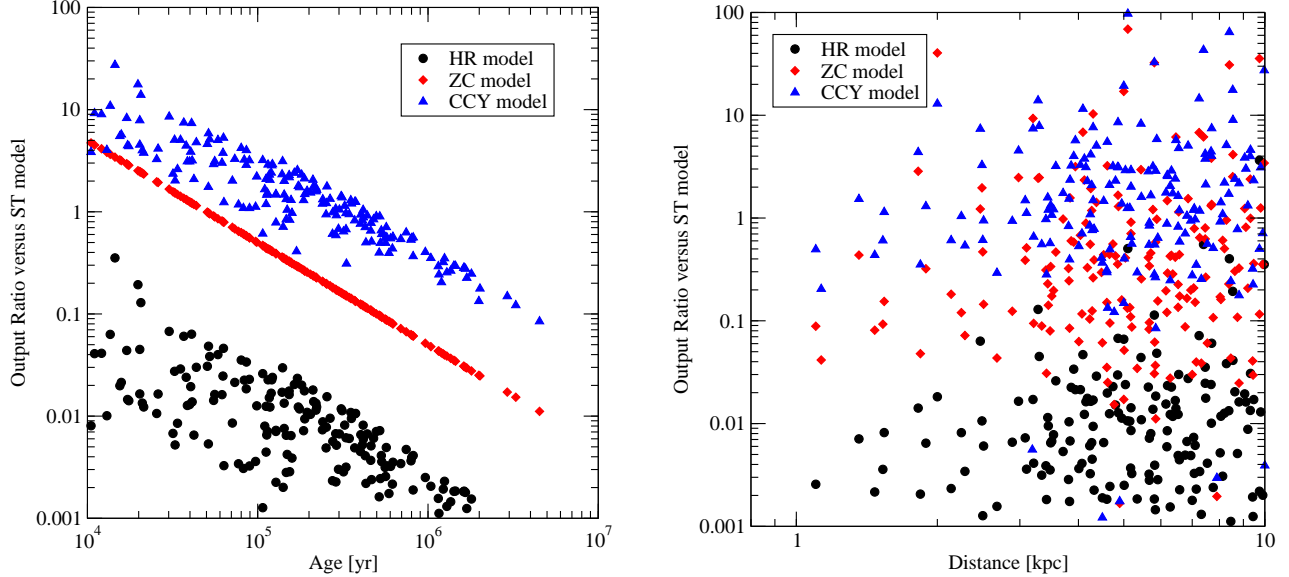 100
10
1
0.1
0.01
0.001
Output Ratio versus ST model
HR model
ZC model
CCY model
10^4
10^5
10^6
10^7
Age [yr]
100
10
1
0.1
0.01
0.001
Output Ratio versus ST model
HR model
ZC model
CCY model
1
10
Distance [kpc]